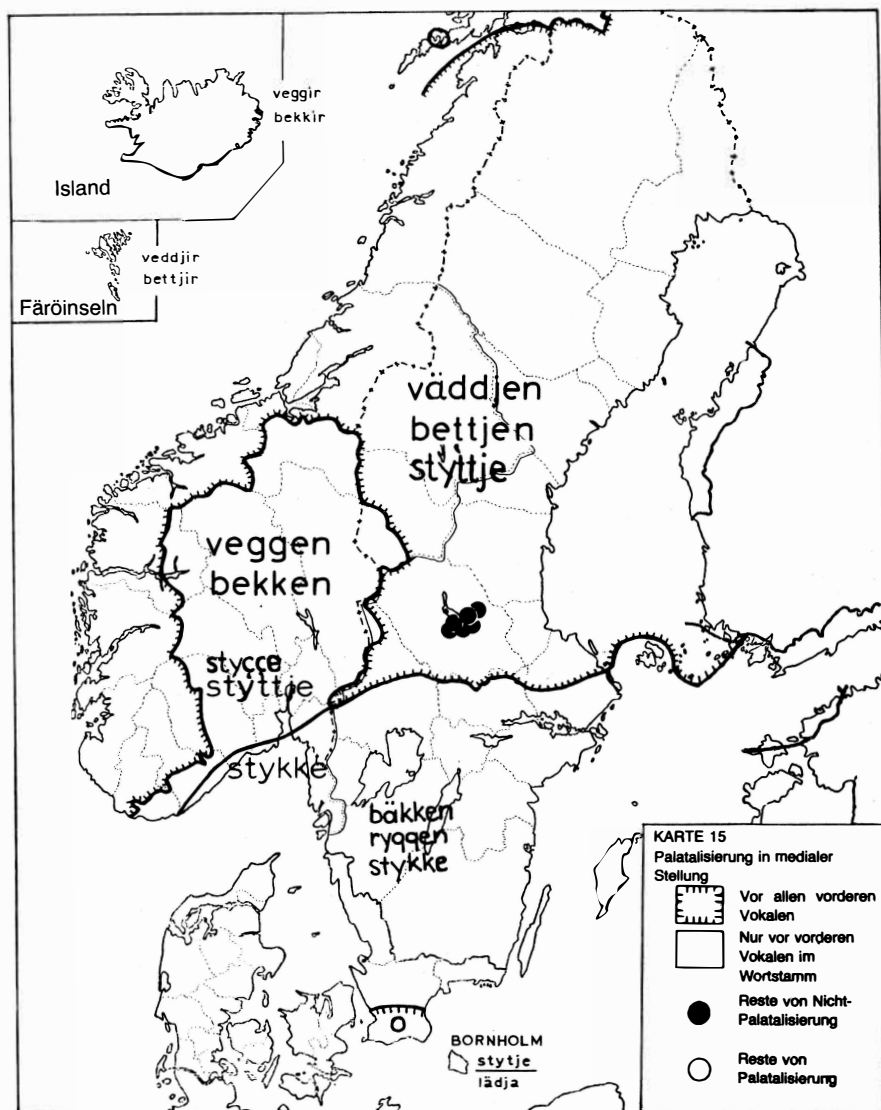 veggir
bekkir
Island
veddjir
bettjir
Färöinseln
väddjen
bettjen
styttje
veggen
bekken
stycce
styttje
stykke
bäkken
ryggen
stykke
BORNHOLM
stytje
lädja
KARTE 15
Palatalisierung in medialer
Stellung
Vor allen vorderen
Vokalen
Nur vor vorderen
Vokalen im
Wortstamm
Reste von Nicht-
Palatalisierung
Reste von
Palatalisierung